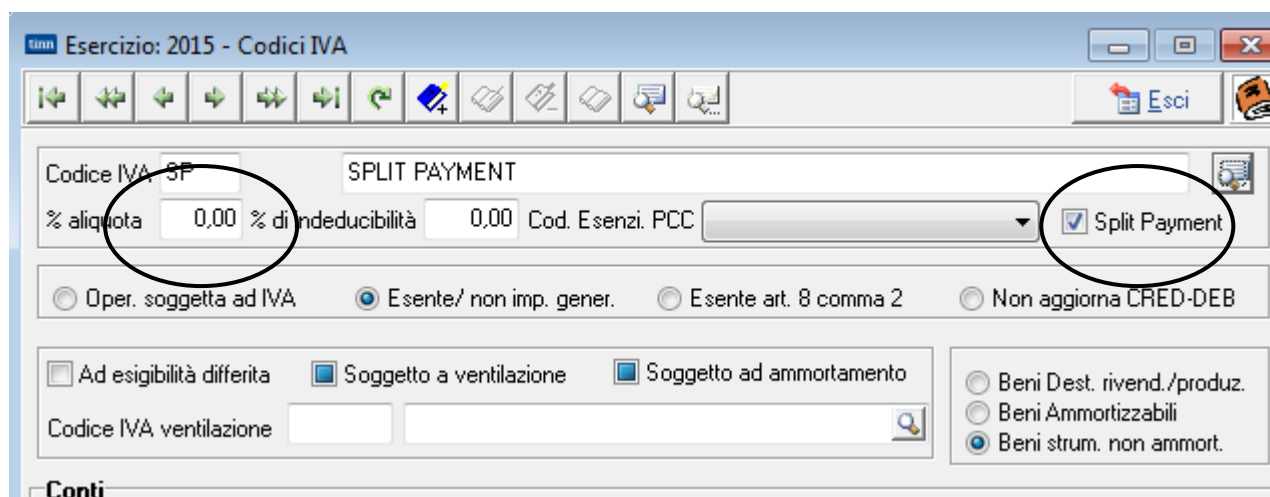 tinn Esercizio: 2015 - Codici IVA
Esci
Codice IVA SP SPLIT PAYMENT
% aliquota 0,00 % di indeducibilità 0,00 Cod. Esenzi. PCC Split Payment
Oper. soggetta ad IVA Esente/ non imp. gener. Esente art. 8 comma 2 Non aggiorna CRED-DEB
Ad esigibilità differita Soggetto a ventilazione Soggetto ad ammortamento
Codice IVA ventilazione
Beni Dest. rivend./produz.
Beni Ammortizzabili
Beni strum. non ammort.
Conti